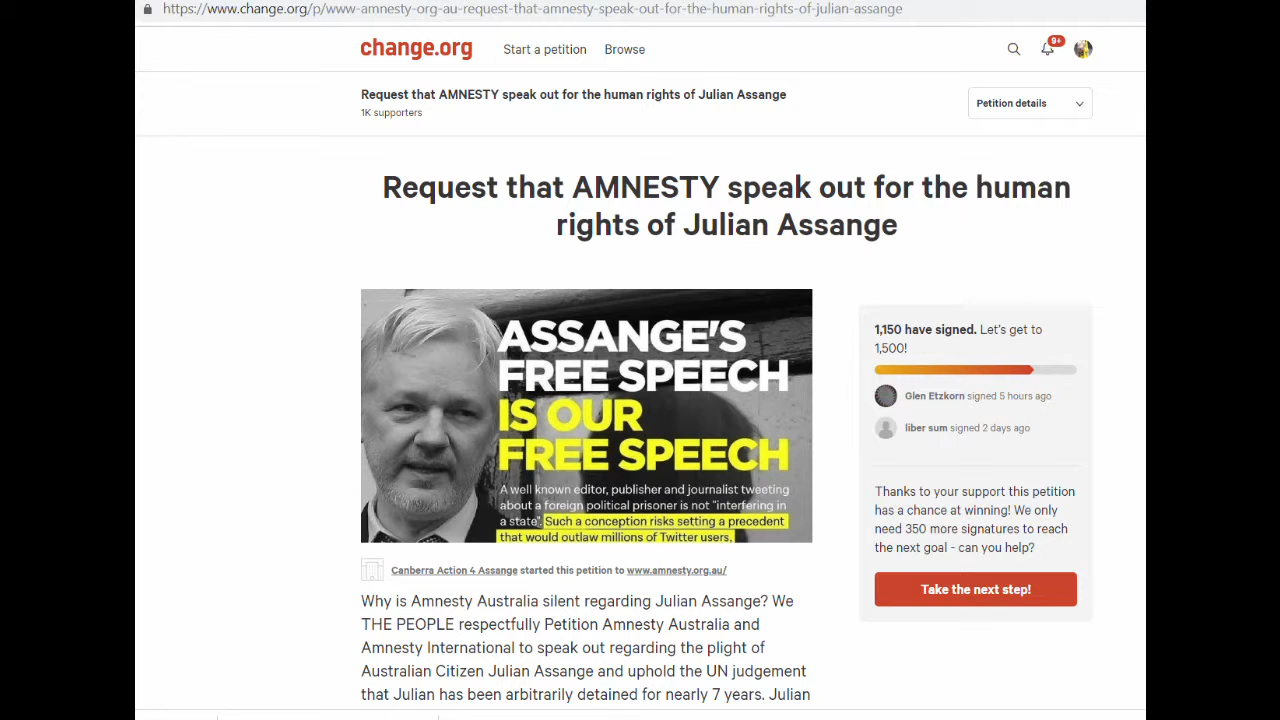 https://www.change.org/p/www-amnesty-org-au-request-that-amnesty-speak-out-for-the-human-rights-of-julian-assange
change.org
Start a petition
Browse
9+
Request that AMNESTY speak out for the human rights of Julian Assange
1K supporters
Petition details
Request that AMNESTY speak out for the human
rights of Julian Assange
ASSANGE'S
FREE SPEECH
IS OUR
FREE SPEECH
A well known editor, publisher and journalist tweeting
about a foreign political prisoner is not "interfering in
a state". Such a conception risks setting a precedent
that would outlaw millions of Twitter users,
Canberra Action 4 Assange started this petition to www.amnesty.org.au/
Why is Amnesty Australia silent regarding Julian Assange? We
THE PEOPLE respectfully Petition Amnesty Australia and
Amnesty International to speak out regarding the plight of
Australian Citizen Julian Assange and uphold the UN judgement
that Julian has been arbitrarily detained for nearly 7 years. Julian
1,150 have signed. Let's get to
1,500!
Glen Etzkorn signed 5 hours ago
liber sum signed 2 days ago
Thanks to your support this petition
has a chance at winning! We only
need 350 more signatures to reach
the next goal - can you help?
Take the next step!